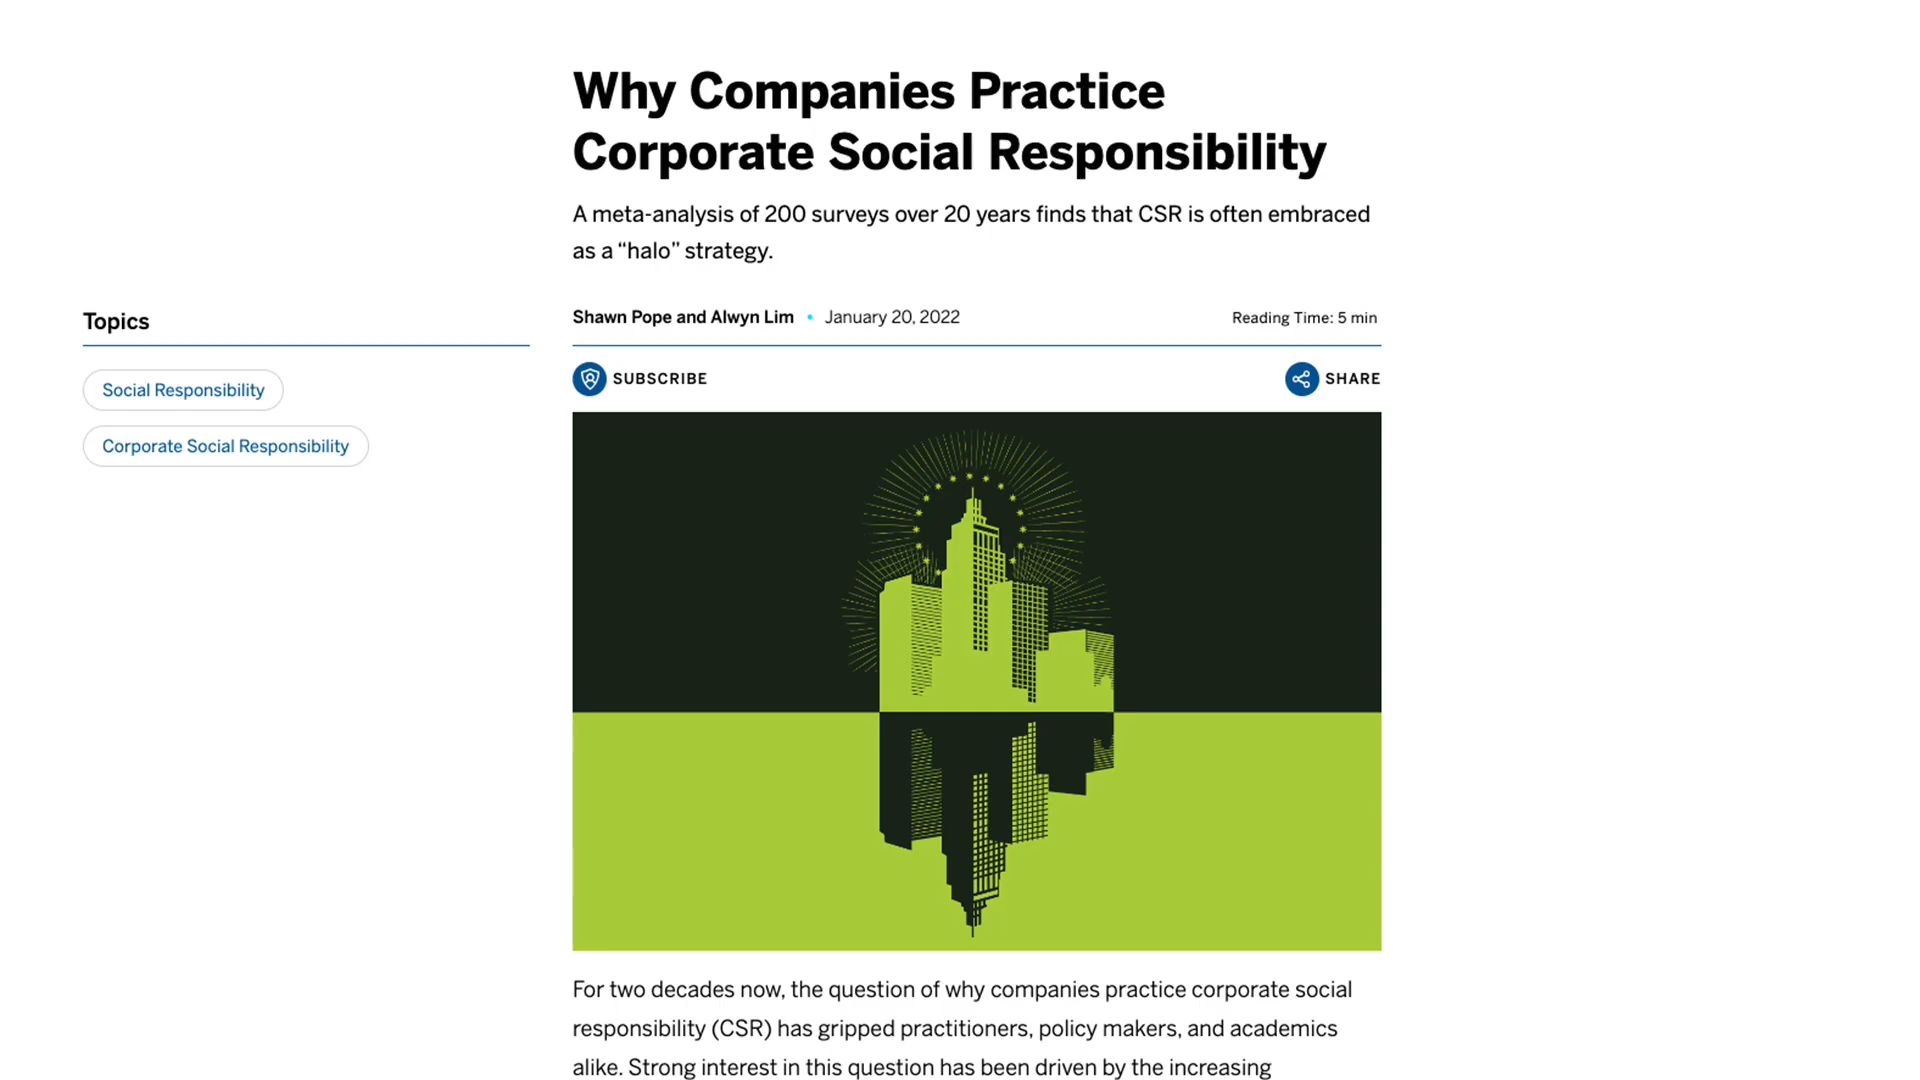 Why Companies Practice
Corporate Social Responsibility
A meta-analysis of 200 surveys over 20 years finds that CSR is often embraced
as a “halo” strategy.
Topics
Social Responsibility
Corporate Social Responsibility
Shawn Pope and Alwyn Lim • January 20, 2022
Reading Time: 5 min
SUBSCRIBE
SHARE
For two decades now, the question of why companies practice corporate social
responsibility (CSR) has gripped practitioners, policy makers, and academics
alike. Strong interest in this question has been driven by the increasing